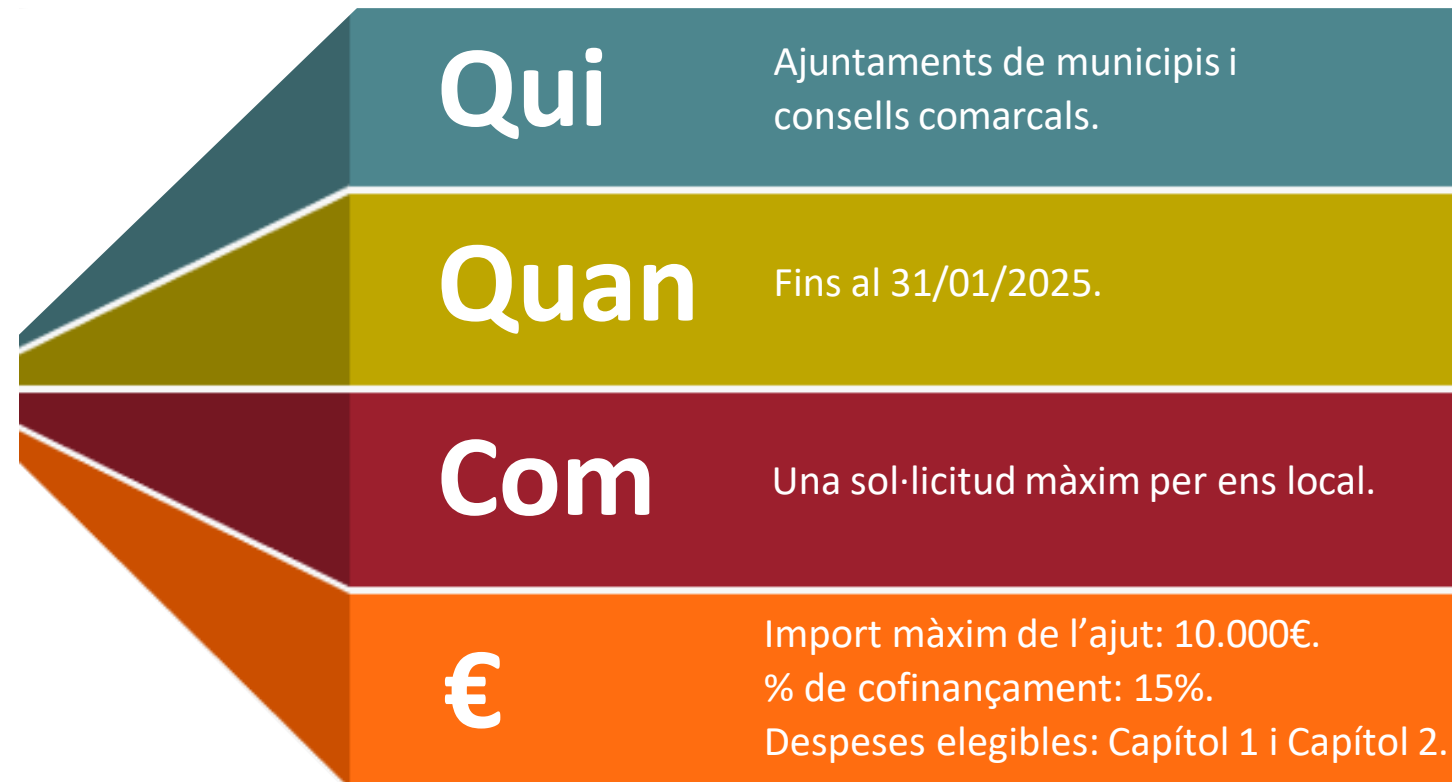 Qui
Ajuntaments de municipis i
consells comarcals.
Quan
Fins al 31/01/2025.
Com
Una sol·licitud màxim per ens local.
€
Import màxim de l’ajut: 10.000€.
% de cofinançament: 15%.
Despeses elegibles: Capítol 1 i Capítol 2.